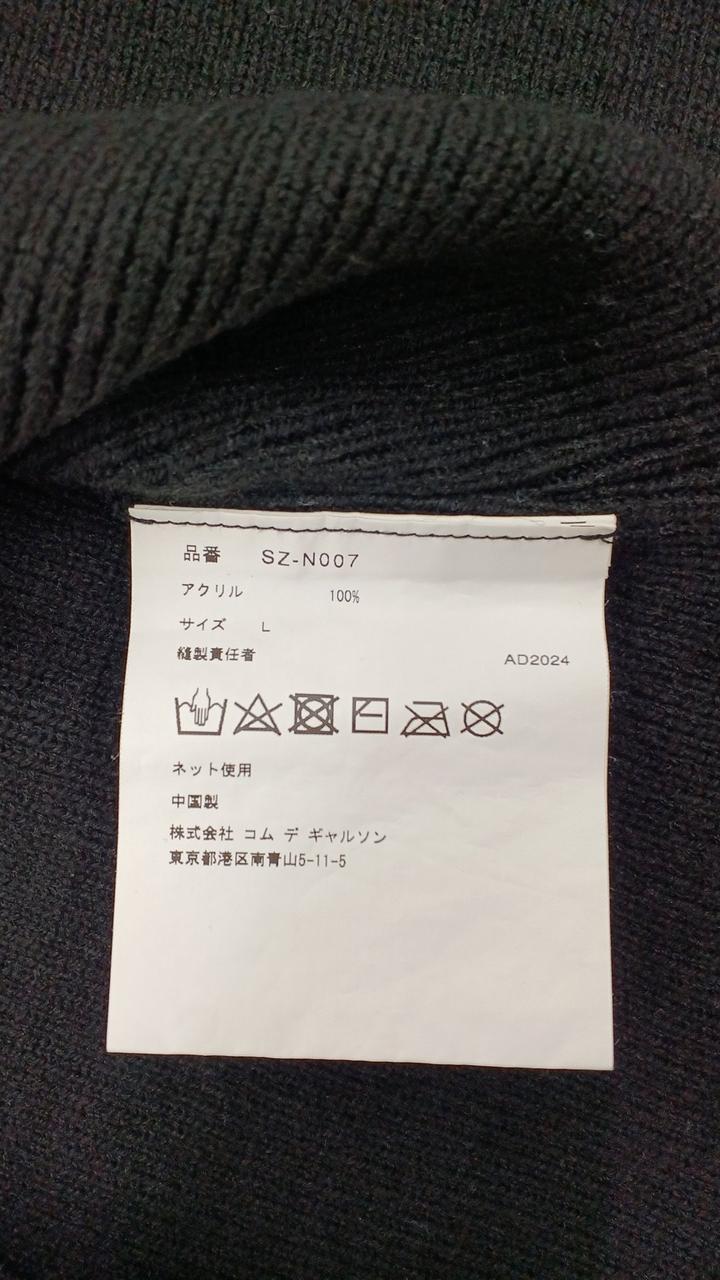 品番 SZ-N007
アクリル 100%
サイズ L
縫製責任者 AD2024
ネット使用
中国製
株式会社 コム デ ギャルソン
東京都港区南青山5-11-5